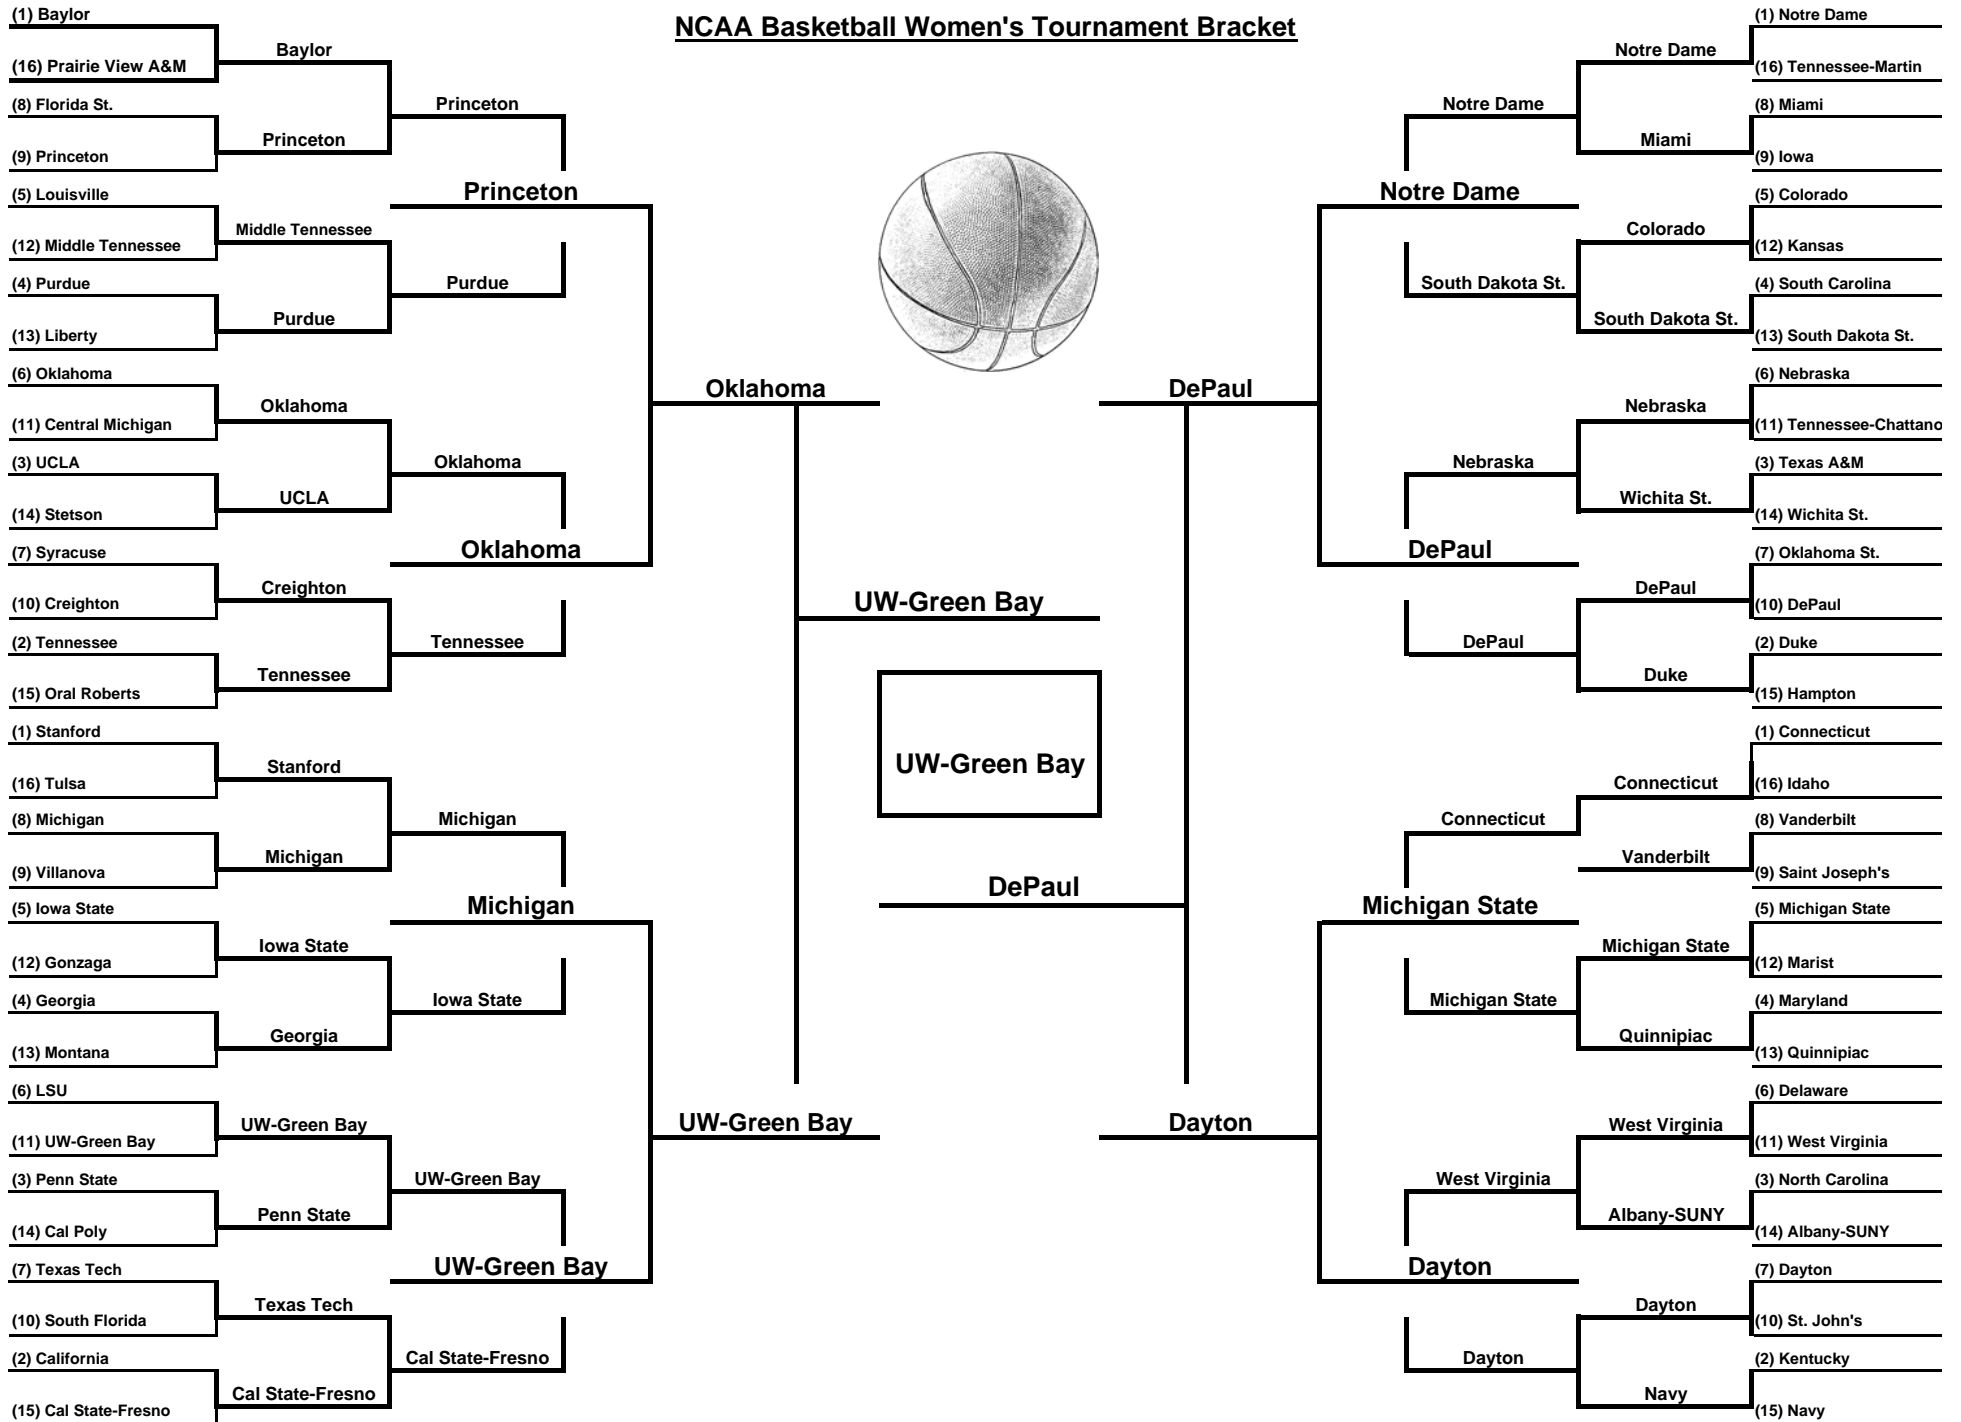 NCAA Basketball Women's Tournament Bracket
(1) Baylor
(16) Prairie View A&M
(8) Florida St.
(9) Princeton
(5) Louisville
(12) Middle Tennessee
(4) Purdue
(13) Liberty
(6) Oklahoma
(11) Central Michigan
(3) UCLA
(14) Stetson
(7) Syracuse
(10) Creighton
(2) Tennessee
(15) Oral Roberts
(1) Stanford
(16) Tulsa
(8) Michigan
(9) Villanova
(5) Iowa State
(12) Gonzaga
(4) Georgia
(13) Montana
(6) LSU
(11) UW-Green Bay
(3) Penn State
(14) Cal Poly
(7) Texas Tech
(10) South Florida
(2) California
(15) Cal State-Fresno
Baylor
Princeton
Middle Tennessee
Purdue
Oklahoma
UCLA
Creighton
Tennessee
Stanford
Michigan
Iowa State
Georgia
UW-Green Bay
Penn State
Texas Tech
Cal State-Fresno
Princeton
Purdue
Oklahoma
Tennessee
Michigan
Iowa State
UW-Green Bay
Cal State-Fresno
Princeton
Oklahoma
Michigan
UW-Green Bay
Oklahoma
UW-Green Bay
UW-Green Bay
UW-Green Bay
DePaul
DePaul
Dayton
Notre Dame
DePaul
Michigan State
Dayton
Notre Dame
South Dakota St.
Nebraska
DePaul
Connecticut
Michigan State
West Virginia
Dayton
Notre Dame
Miami
Colorado
South Dakota St.
Nebraska
Wichita St.
DePaul
Duke
Connecticut
Vanderbilt
Michigan State
Quinnipiac
West Virginia
Albany-SUNY
Dayton
Navy
(1) Notre Dame
(16) Tennessee-Martin
(8) Miami
(9) Iowa
(5) Colorado
(12) Kansas
(4) South Carolina
(13) South Dakota St.
(6) Nebraska
(11) Tennessee-Chattano
(3) Texas A&M
(14) Wichita St.
(7) Oklahoma St.
(10) DePaul
(2) Duke
(15) Hampton
(1) Connecticut
(16) Idaho
(8) Vanderbilt
(9) Saint Joseph's
(5) Michigan State
(12) Marist
(4) Maryland
(13) Quinnipiac
(6) Delaware
(11) West Virginia
(3) North Carolina
(14) Albany-SUNY
(7) Dayton
(10) St. John's
(2) Kentucky
(15) Navy